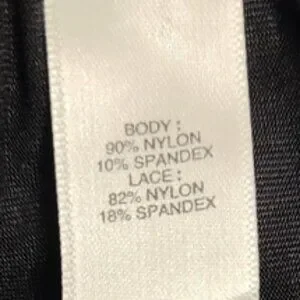 BODY:
90% NYLON
10% SPANDEX
LACE:
82% NYLON
18% SPANDEX